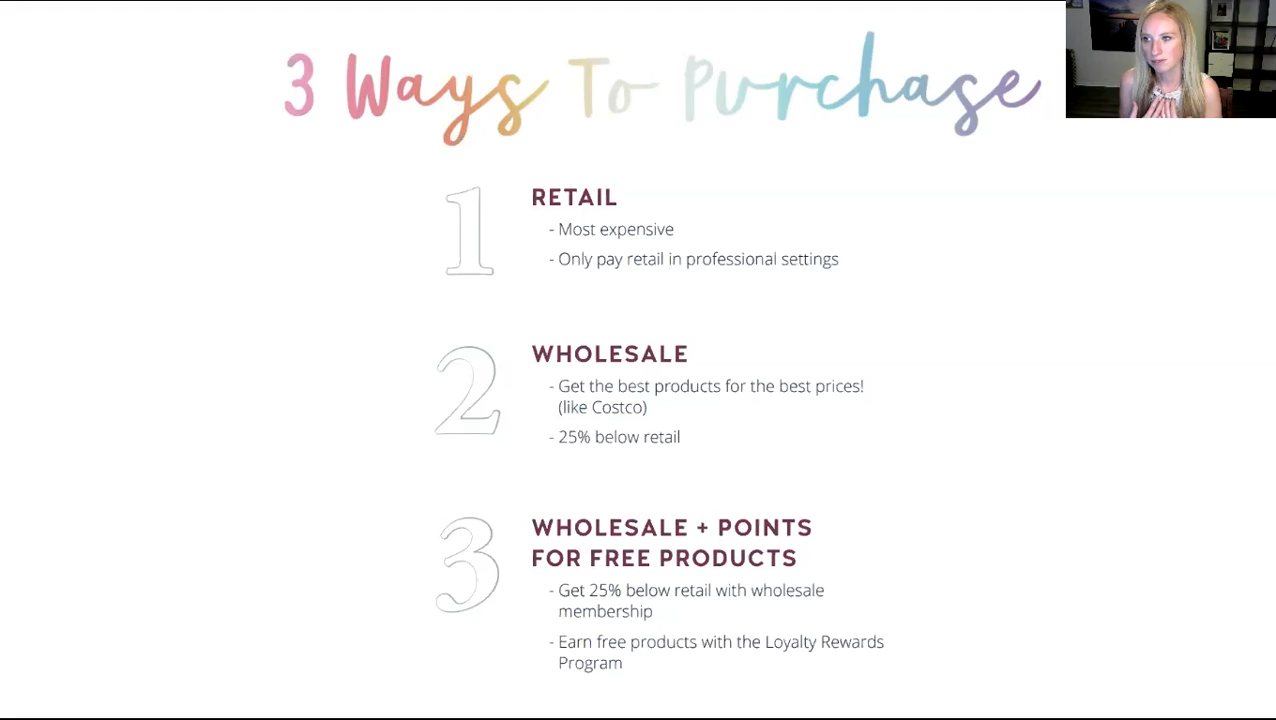 3 Ways To Purchase
1
RETAIL
- Most expensive
- Only pay retail in professional settings
2
WHOLESALE
- Get the best products for the best prices!
(like Costco)
- 25% below retail
3
WHOLESALE + POINTS
FOR FREE PRODUCTS
- Get 25% below retail with wholesale
membership
- Earn free products with the Loyalty Rewards
Program